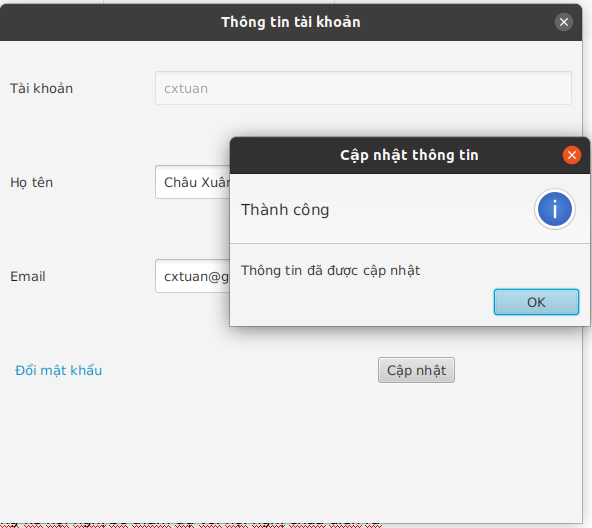 Thông tin tài khoản
Tài khoản
cxtuan
Cập nhật thông tin
Họ tên
Châu Xuân
Thành công
Email
cxtuan@g
Thông tin đã được cập nhật
OK
Đổi mật khẩu
Cập nhật